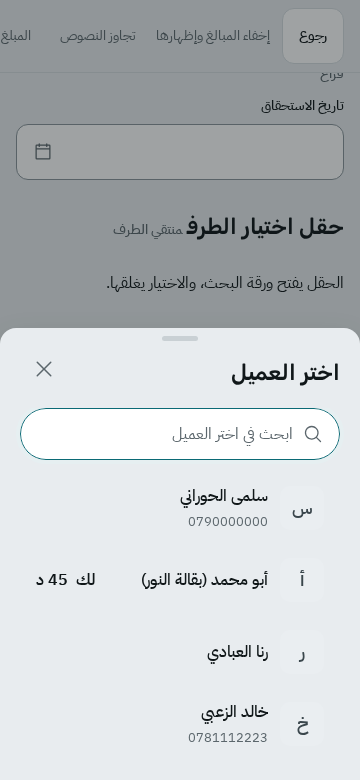 رجوع
إخفاء المبالغ وإظهارها
تجاوز النصوص
المبلغ
فراغ
تاريخ الاستحقاق
حقل اختيار الطرف
منتقي الطرف
الحقل يفتح ورقة البحث، والاختيار يغلقها.
اختر العميل
ابحث في اختر العميل
س
سلمى الحوراني
0790000000
أ
أبو محمد (بقالة النور)
لك 45 د
ر
رنا العبادي
خ
خالد الزعبي
0781112223